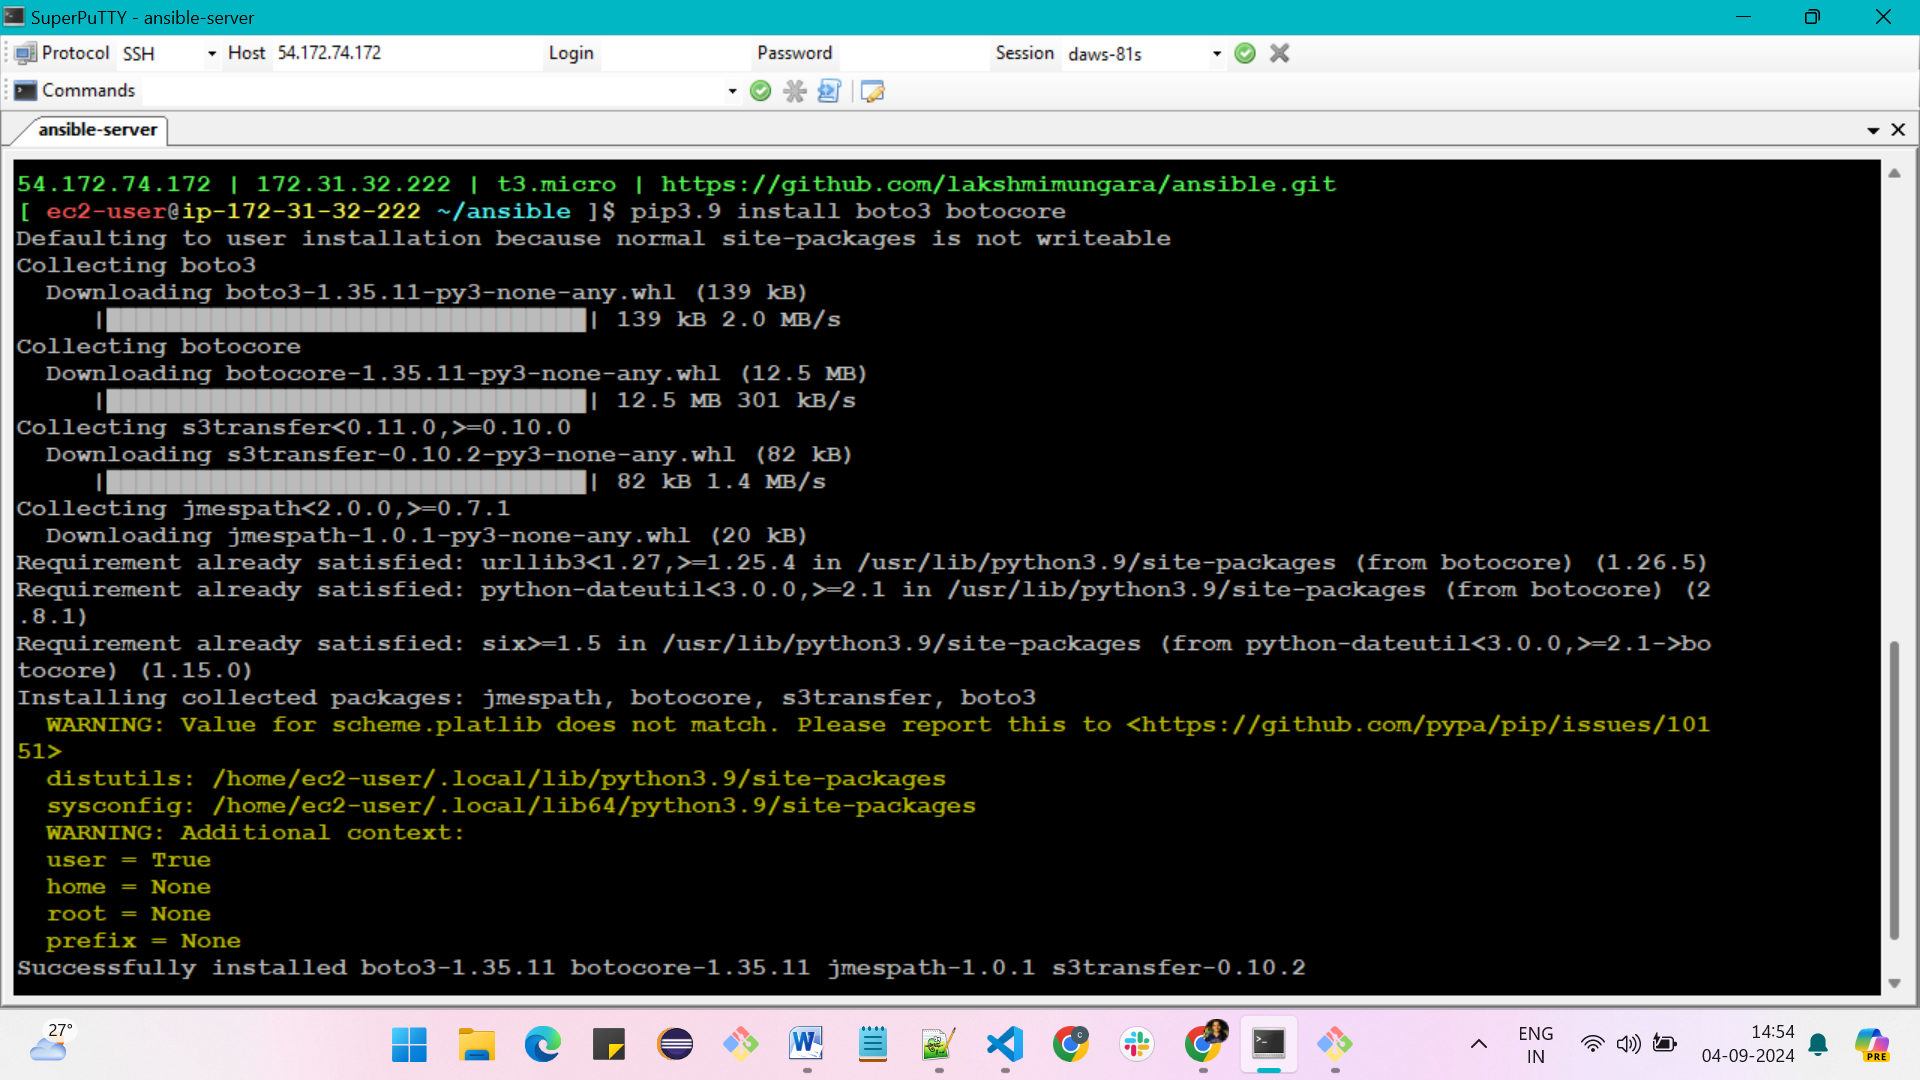 SuperPuTTY - ansible-server
Protocol SSH Host 54.172.74.172 Login Password Session daws-81s
Commands
ansible-server
54.172.74.172 | 172.31.32.222 | t3.micro | https://github.com/lakshmimungara/ansible.git
[ ec2-user@ip-172-31-32-222 ~/ansible ]$ pip3.9 install boto3 botocore
Defaulting to user installation because normal site-packages is not writeable
Collecting boto3
  Downloading boto3-1.35.11-py3-none-any.whl (139 kB)
     |████████████████████████████████| 139 kB 2.0 MB/s
Collecting botocore
  Downloading botocore-1.35.11-py3-none-any.whl (12.5 MB)
     |████████████████████████████████| 12.5 MB 301 kB/s
Collecting s3transfer<0.11.0,>=0.10.0
  Downloading s3transfer-0.10.2-py3-none-any.whl (82 kB)
     |████████████████████████████████| 82 kB 1.4 MB/s
Collecting jmespath<2.0.0,>=0.7.1
  Downloading jmespath-1.0.1-py3-none-any.whl (20 kB)
Requirement already satisfied: urllib3<1.27,>=1.25.4 in /usr/lib/python3.9/site-packages (from botocore) (1.26.5)
Requirement already satisfied: python-dateutil<3.0.0,>=2.1 in /usr/lib/python3.9/site-packages (from botocore) (2
.8.1)
Requirement already satisfied: six>=1.5 in /usr/lib/python3.9/site-packages (from python-dateutil<3.0.0,>=2.1->bo
tocore) (1.15.0)
Installing collected packages: jmespath, botocore, s3transfer, boto3
  WARNING: Value for scheme.platlib does not match. Please report this to <https://github.com/pypa/pip/issues/101
51>
  distutils: /home/ec2-user/.local/lib/python3.9/site-packages
  sysconfig: /home/ec2-user/.local/lib64/python3.9/site-packages
  WARNING: Additional context:
  user = True
  home = None
  root = None
  prefix = None
Successfully installed boto3-1.35.11 botocore-1.35.11 jmespath-1.0.1 s3transfer-0.10.2
27°
ENG
IN
14:54
04-09-2024
PRE